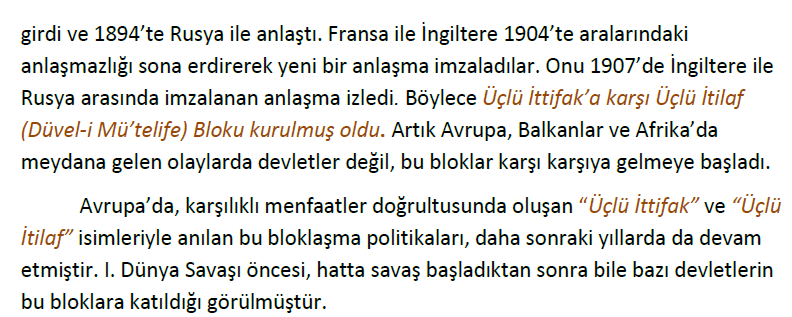 girdi ve 1894’te Rusya ile anlaştı. Fransa ile İngiltere 1904’te aralarındaki
anlaşmazlığı sona erdirerek yeni bir anlaşma imzaladılar. Onu 1907’de İngiltere ile
Rusya arasında imzalanan anlaşma izledi. Böylece Üçlü İttifak’a karşı Üçlü İtilaf
(Düvel-i Mü’telife) Bloku kurulmuş oldu. Artık Avrupa, Balkanlar ve Afrika’da
meydana gelen olaylarda devletler değil, bu bloklar karşı karşıya gelmeye başladı.
Avrupa’da, karşılıklı menfaatler doğrultusunda oluşan “Üçlü İttifak” ve “Üçlü
İtilaf” isimleriyle anılan bu bloklaşma politikaları, daha sonraki yıllarda da devam
etmiştir. I. Dünya Savaşı öncesi, hatta savaş başladıktan sonra bile bazı devletlerin
bu bloklara katıldığı görülmüştür.